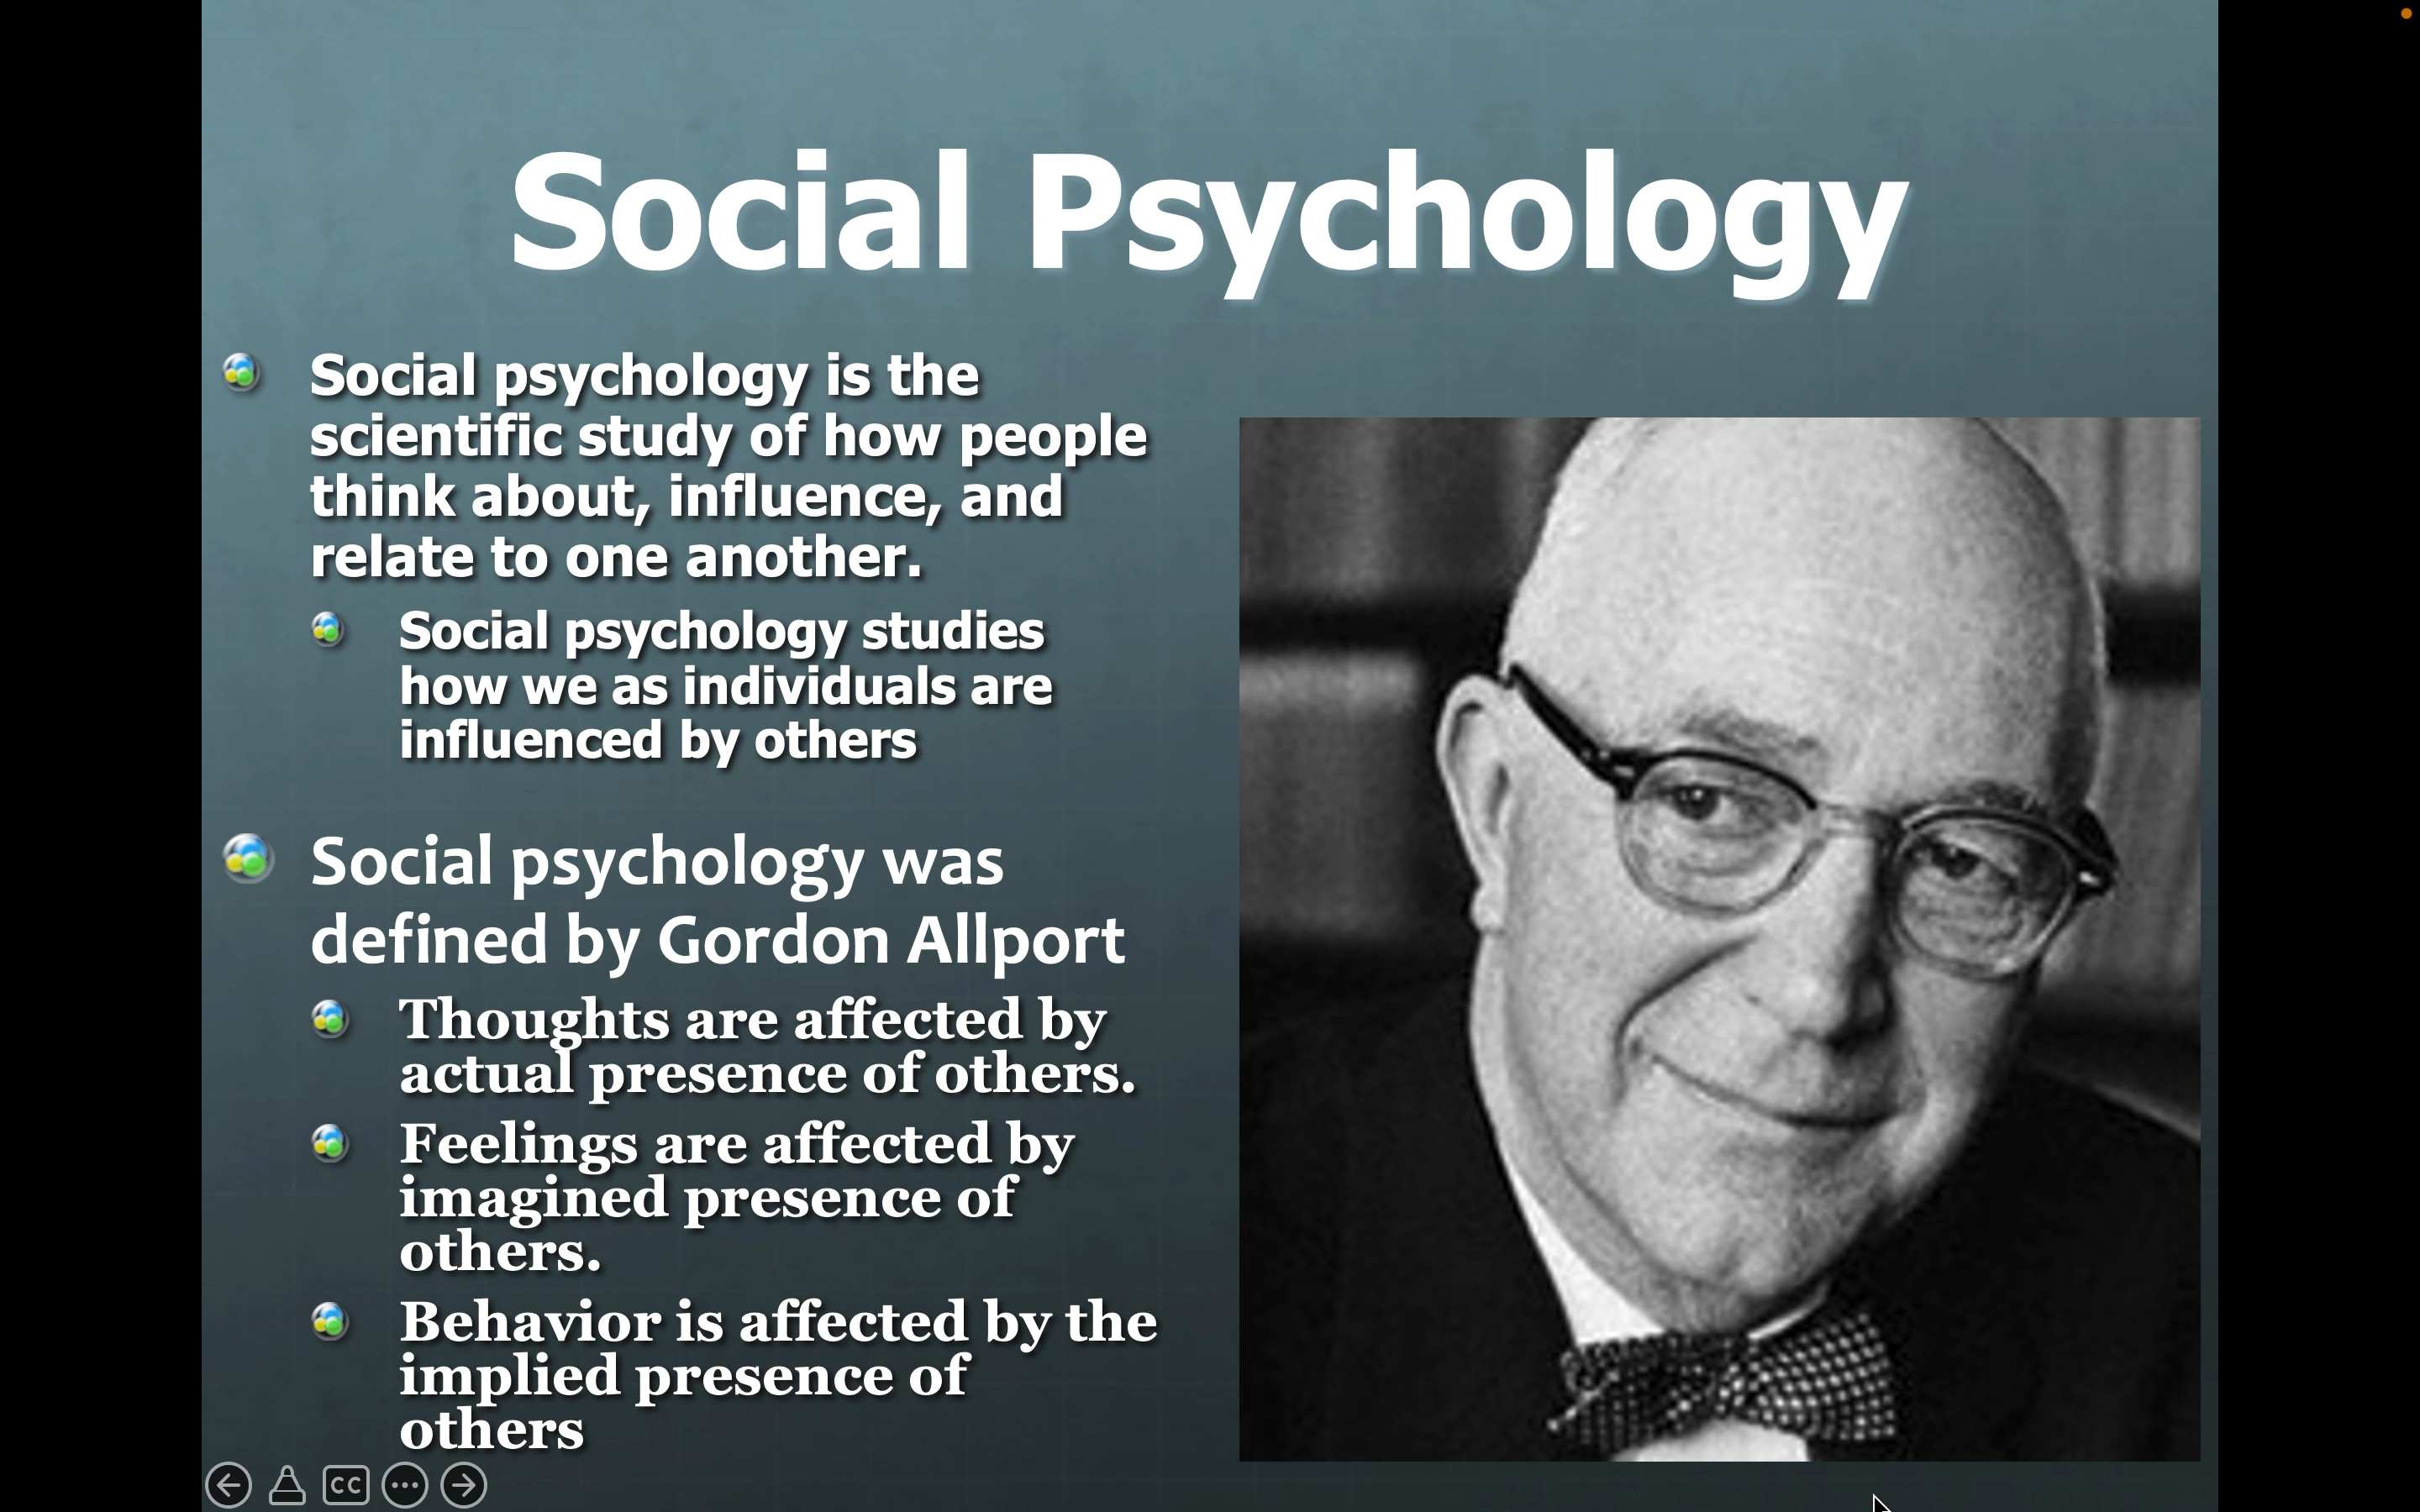 Social Psychology
Social psychology is the
scientific study of how people
think about, influence, and
relate to one another.
Social psychology studies
how we as individuals are
influenced by others
Social psychology was
defined by Gordon Allport
Thoughts are affected by
actual presence of others.
Feelings are affected by
imagined presence of
others.
Behavior is affected by the
implied presence of
others
CC